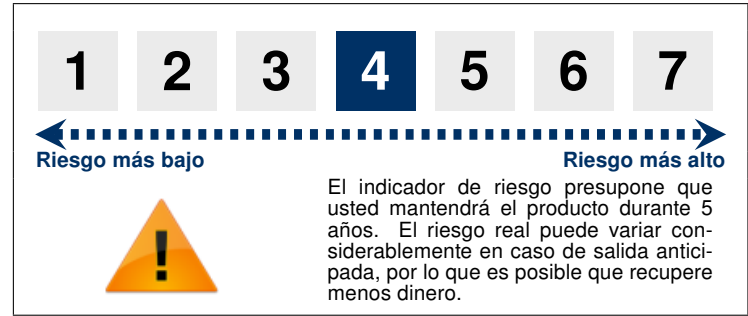 1 2 3 4 5 6 7
Riesgo más bajo Riesgo más alto
El indicador de riesgo presupone que
usted mantendrá el producto durante 5
años. El riesgo real puede variar con-
siderablemente en caso de salida antici-
pada, por lo que es posible que recupere
menos dinero.